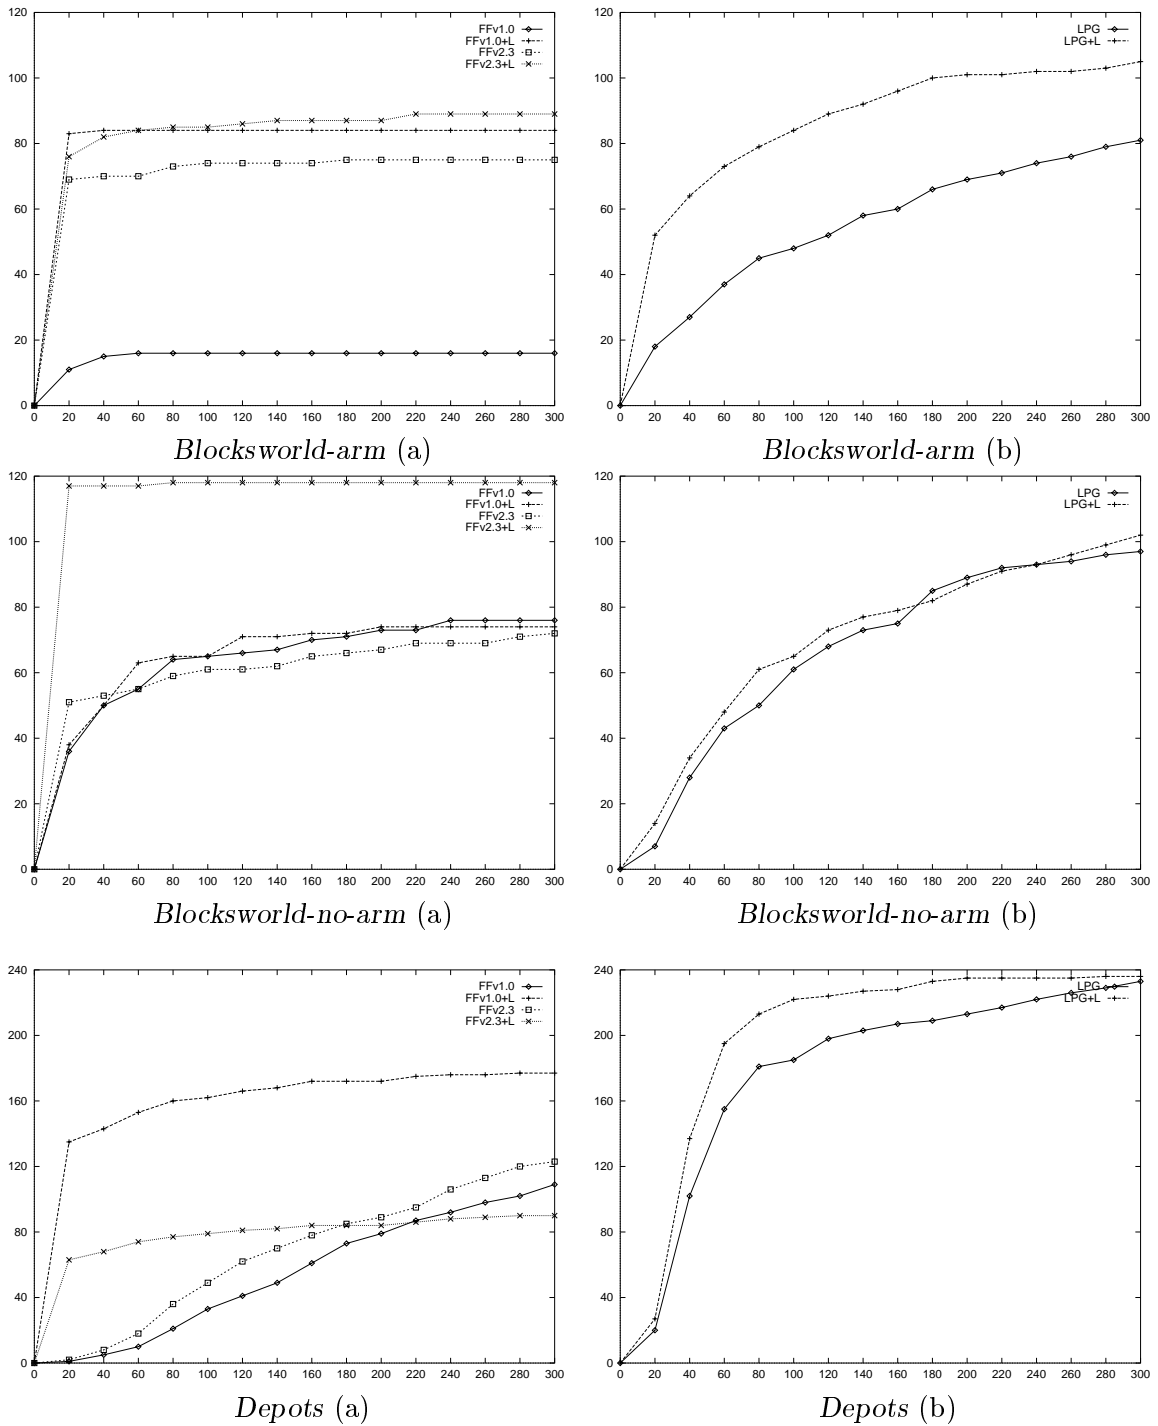 120
100
80
60
40
20
0
FFv1.0
FFv1.0+L
FFv2.3
FFv2.3+L
0 20 40 60 80 100 120 140 160 180 200 220 240 260 280 300
Blocksworld-arm (a)
120
100
80
60
40
20
0
LPG
LPG+L
0 20 40 60 80 100 120 140 160 180 200 220 240 260 280 300
Blocksworld-arm (b)
120
100
80
60
40
20
0
FFv1.0
FFv1.0+L
FFv2.3
FFv2.3+L
0 20 40 60 80 100 120 140 160 180 200 220 240 260 280 300
Blocksworld-no-arm (a)
120
100
80
60
40
20
0
LPG
LPG+L
0 20 40 60 80 100 120 140 160 180 200 220 240 260 280 300
Blocksworld-no-arm (b)
240
200
160
120
80
40
0
FFv1.0
FFv1.0+L
FFv2.3
FFv2.3+L
0 20 40 60 80 100 120 140 160 180 200 220 240 260 280 300
Depots (a)
240
200
160
120
80
40
0
LPG
LPG+L
0 20 40 60 80 100 120 140 160 180 200 220 240 260 280 300
Depots (b)